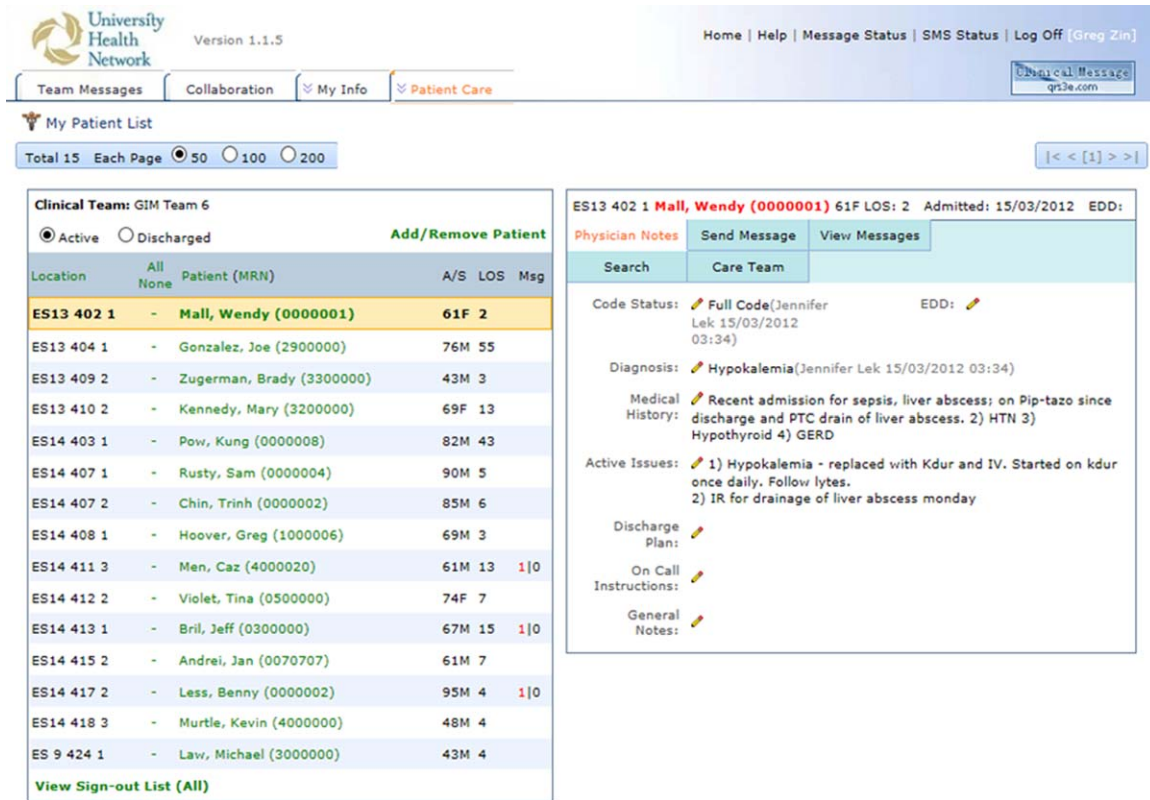 University
Health
Network
Version 1.1.5
Home | Help | Message Status | SMS Status | Log Off [Greg Zin]
Clinical Message
qrs3e.com
Team Messages Collaboration My Info Patient Care
My Patient List
Total 15 Each Page 50 100 200
|< < [1] > >|
Clinical Team: GIM Team 6
Active Discharged Add/Remove Patient
Location All None Patient (MRN) A/S LOS Msg
ES13 402 1 - Mall, Wendy (0000001) 61F 2
ES13 404 1 - Gonzalez, Joe (2900000) 76M 55
ES13 409 2 - Zugerman, Brady (3300000) 43M 3
ES13 410 2 - Kennedy, Mary (3200000) 69F 13
ES14 403 1 - Pow, Kung (0000008) 82M 43
ES14 407 1 - Rusty, Sam (0000004) 90M 5
ES14 407 2 - Chin, Trinh (0000002) 85M 6
ES14 408 1 - Hoover, Greg (1000006) 69M 3
ES14 411 3 - Men, Caz (4000020) 61M 13 1|0
ES14 412 2 - Violet, Tina (0500000) 74F 7
ES14 413 1 - Bril, Jeff (0300000) 67M 15 1|0
ES14 415 2 - Andrei, Jan (0070707) 61M 7
ES14 417 2 - Less, Benny (0000002) 95M 4 1|0
ES14 418 3 - Murtle, Kevin (4000000) 48M 4
ES 9 424 1 - Law, Michael (3000000) 43M 4
View Sign-out List (All)
ES13 402 1 Mall, Wendy (0000001) 61F LOS: 2 Admitted: 15/03/2012 EDD:
Physician Notes Send Message View Messages
Search Care Team
Code Status: Full Code(Jennifer EDD:
Lek 15/03/2012
03:34)
Diagnosis: Hypokalemia(Jennifer Lek 15/03/2012 03:34)
Medical Recent admission for sepsis, liver abscess; on Pip-tazo since
History: discharge and PTC drain of liver abscess. 2) HTN 3)
Hypothyroid 4) GERD
Active Issues: 1) Hypokalemia - replaced with Kdur and IV. Started on kdur
once daily. Follow lytes.
2) IR for drainage of liver abscess monday
Discharge
Plan:
On Call
Instructions:
General
Notes: